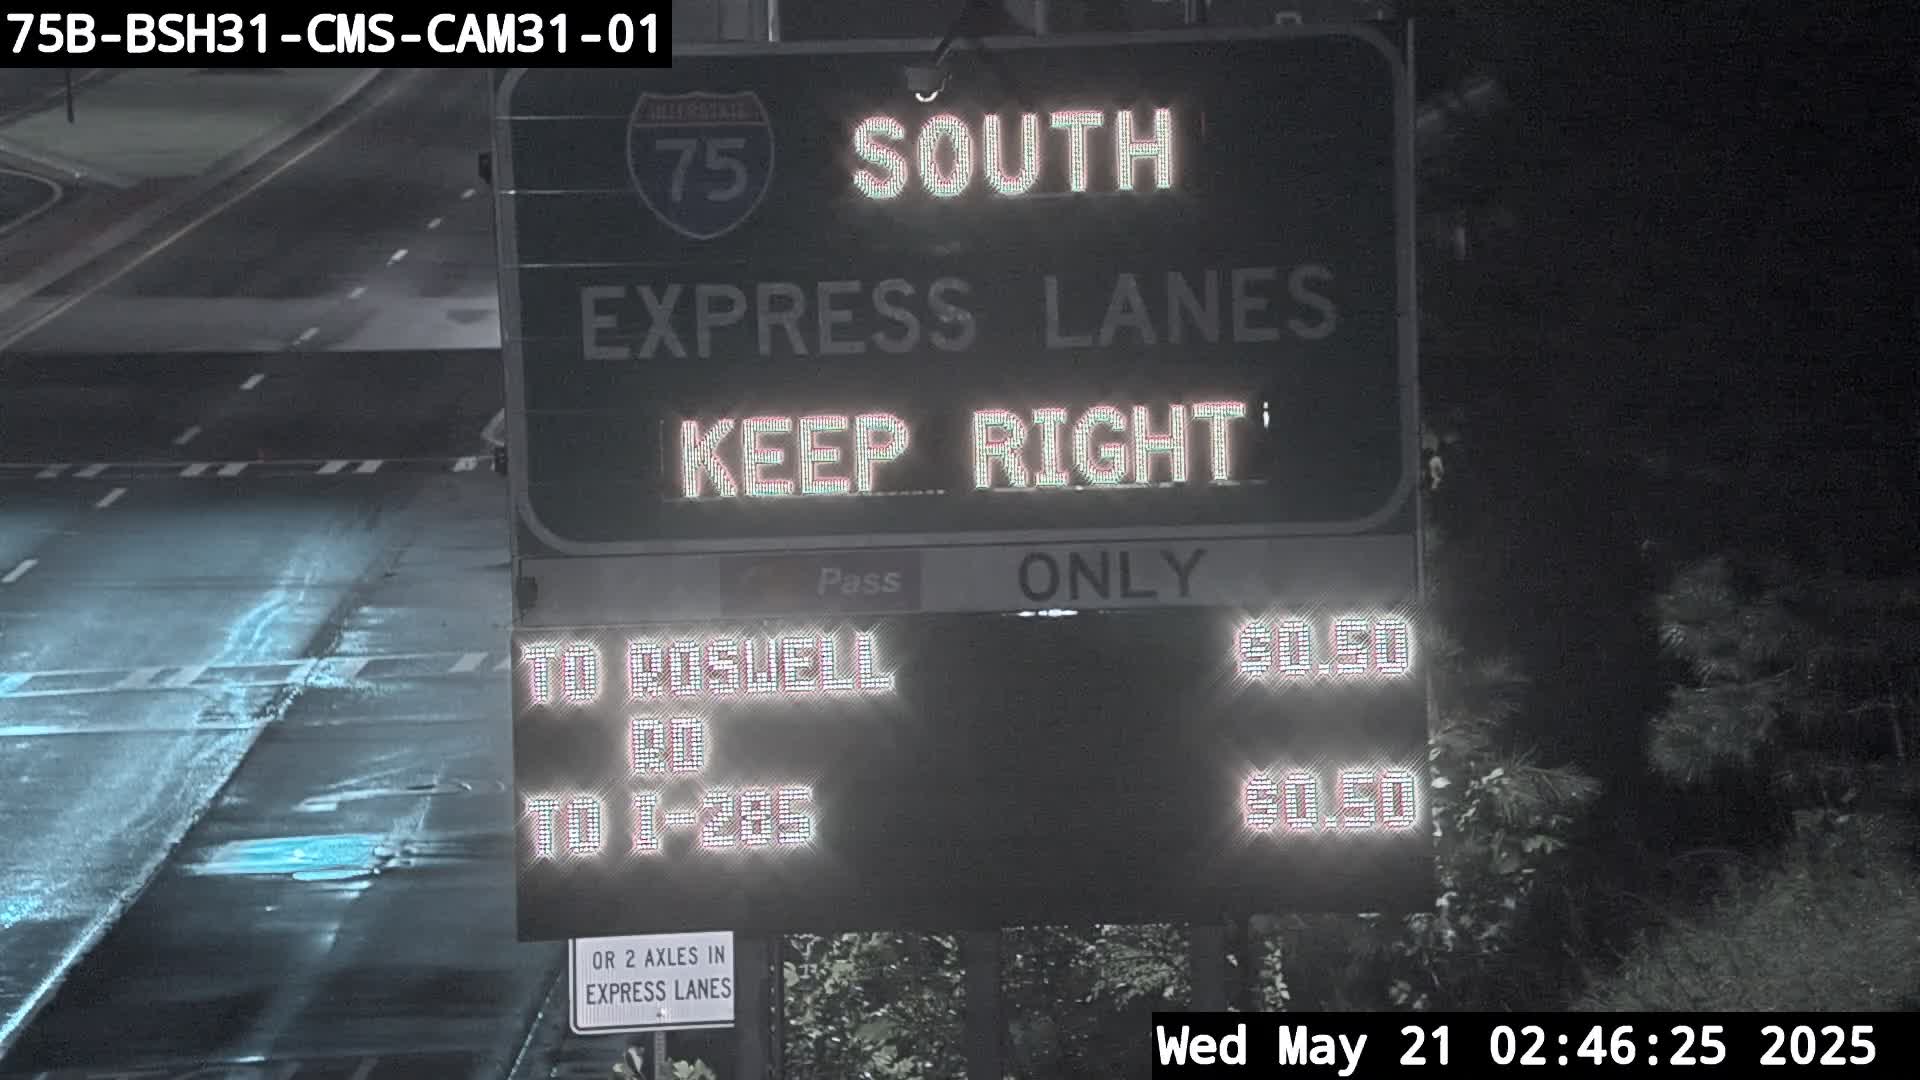 75B-BSH31-CMS-CAM31-01
INTERSTATE
75
SOUTH
EXPRESS LANES
KEEP RIGHT
Pass ONLY
TO ROSWELL $0.50
RD
TO I-285 $0.50
OR 2 AXLES IN
EXPRESS LANES
Wed May 21 02:46:25 2025